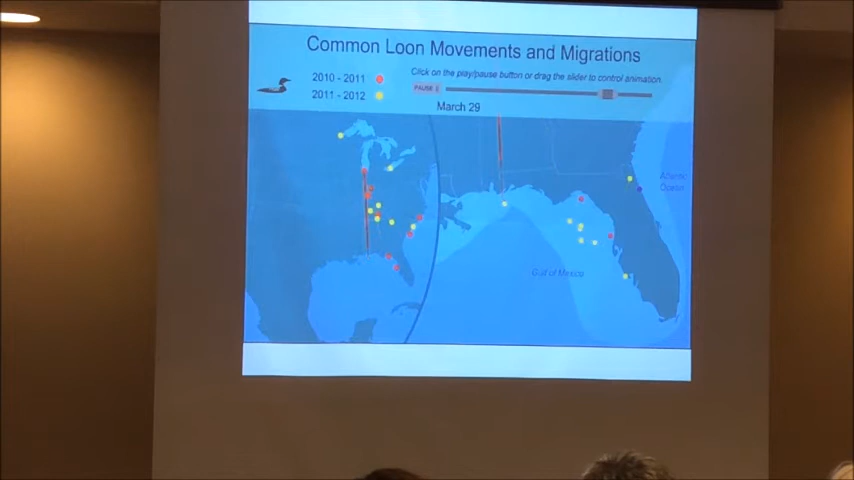 Common Loon Movements and Migrations
2010 - 2011
Click on the play/pause button or drag the slider to control animation.
2011 - 2012
PAUSE
March 29
Atlantic
Ocean
Gulf of Mexico